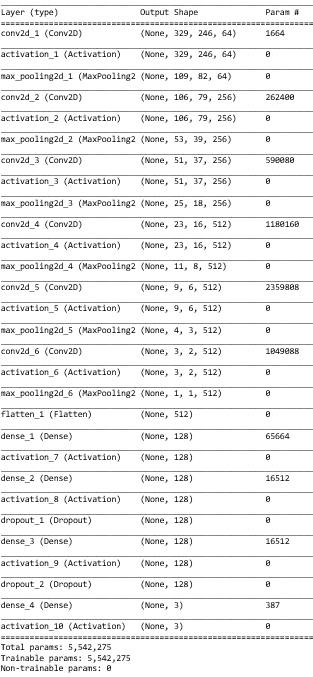 Layer (type) Output Shape Param #
conv2d_1 (Conv2D) (None, 329, 246, 64) 1664
activation_1 (Activation) (None, 329, 246, 64) 0
max_pooling2d_1 (MaxPooling2 (None, 109, 82, 64) 0
conv2d_2 (Conv2D) (None, 106, 79, 256) 262400
activation_2 (Activation) (None, 106, 79, 256) 0
max_pooling2d_2 (MaxPooling2 (None, 53, 39, 256) 0
conv2d_3 (Conv2D) (None, 51, 37, 256) 590080
activation_3 (Activation) (None, 51, 37, 256) 0
max_pooling2d_3 (MaxPooling2 (None, 25, 18, 256) 0
conv2d_4 (Conv2D) (None, 23, 16, 512) 1180160
activation_4 (Activation) (None, 23, 16, 512) 0
max_pooling2d_4 (MaxPooling2 (None, 11, 8, 512) 0
conv2d_5 (Conv2D) (None, 9, 6, 512) 2359808
activation_5 (Activation) (None, 9, 6, 512) 0
max_pooling2d_5 (MaxPooling2 (None, 4, 3, 512) 0
conv2d_6 (Conv2D) (None, 3, 2, 512) 1049088
activation_6 (Activation) (None, 3, 2, 512) 0
max_pooling2d_6 (MaxPooling2 (None, 1, 1, 512) 0
flatten_1 (Flatten) (None, 512) 0
dense_1 (Dense) (None, 128) 65664
activation_7 (Activation) (None, 128) 0
dense_2 (Dense) (None, 128) 16512
activation_8 (Activation) (None, 128) 0
dropout_1 (Dropout) (None, 128) 0
dense_3 (Dense) (None, 128) 16512
activation_9 (Activation) (None, 128) 0
dropout_2 (Dropout) (None, 128) 0
dense_4 (Dense) (None, 3) 387
activation_10 (Activation) (None, 3) 0
Total params: 5,542,275
Trainable params: 5,542,275
Non-trainable params: 0